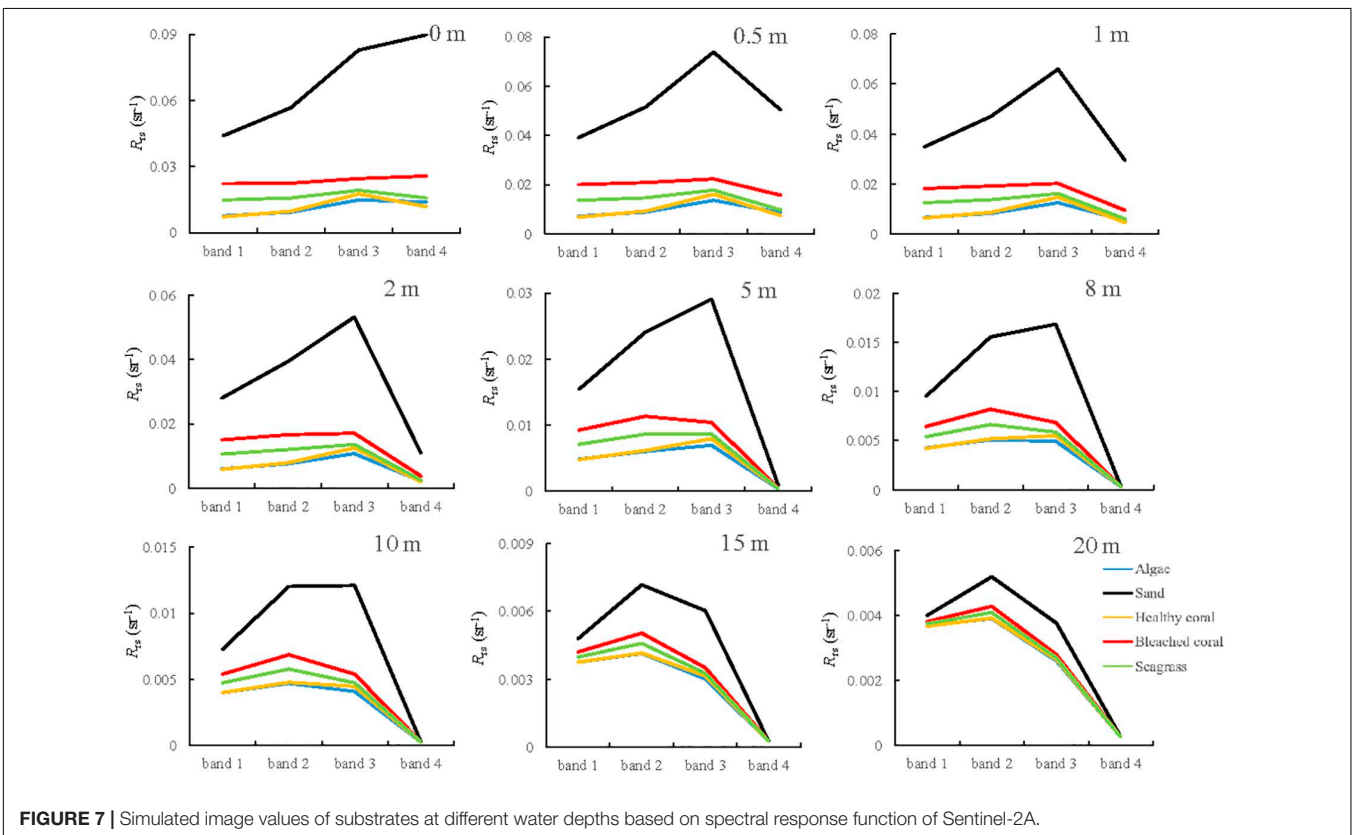 0 m
0.09
0.06
0.03
0
Rrs (sr-1)
band 1 band 2 band 3 band 4
0.5 m
0.08
0.06
0.04
0.02
0
Rrs (sr-1)
band 1 band 2 band 3 band 4
1 m
0.08
0.06
0.04
0.02
0
Rrs (sr-1)
band 1 band 2 band 3 band 4
2 m
0.06
0.04
0.02
0
Rrs (sr-1)
band 1 band 2 band 3 band 4
5 m
0.03
0.02
0.01
0
Rrs (sr-1)
band 1 band 2 band 3 band 4
8 m
0.02
0.015
0.01
0.005
0
Rrs (sr-1)
band 1 band 2 band 3 band 4
10 m
0.015
0.01
0.005
0
Rrs (sr-1)
band 1 band 2 band 3 band 4
15 m
0.009
0.006
0.003
0
Rrs (sr-1)
band 1 band 2 band 3 band 4
20 m
0.006
0.004
0.002
0
Rrs (sr-1)
band 1 band 2 band 3 band 4
Algae
Sand
Healthy coral
Bleached coral
Seagrass
FIGURE 7 | Simulated image values of substrates at different water depths based on spectral response function of Sentinel-2A.